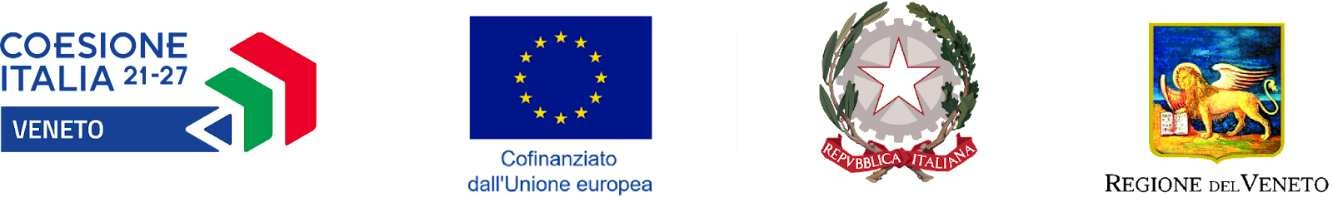 COESIONE
ITALIA 21-27
VENETO
Cofinanziato
dall'Unione europea
REPVBBLICA ITALIANA
REGIONE DEL VENETO